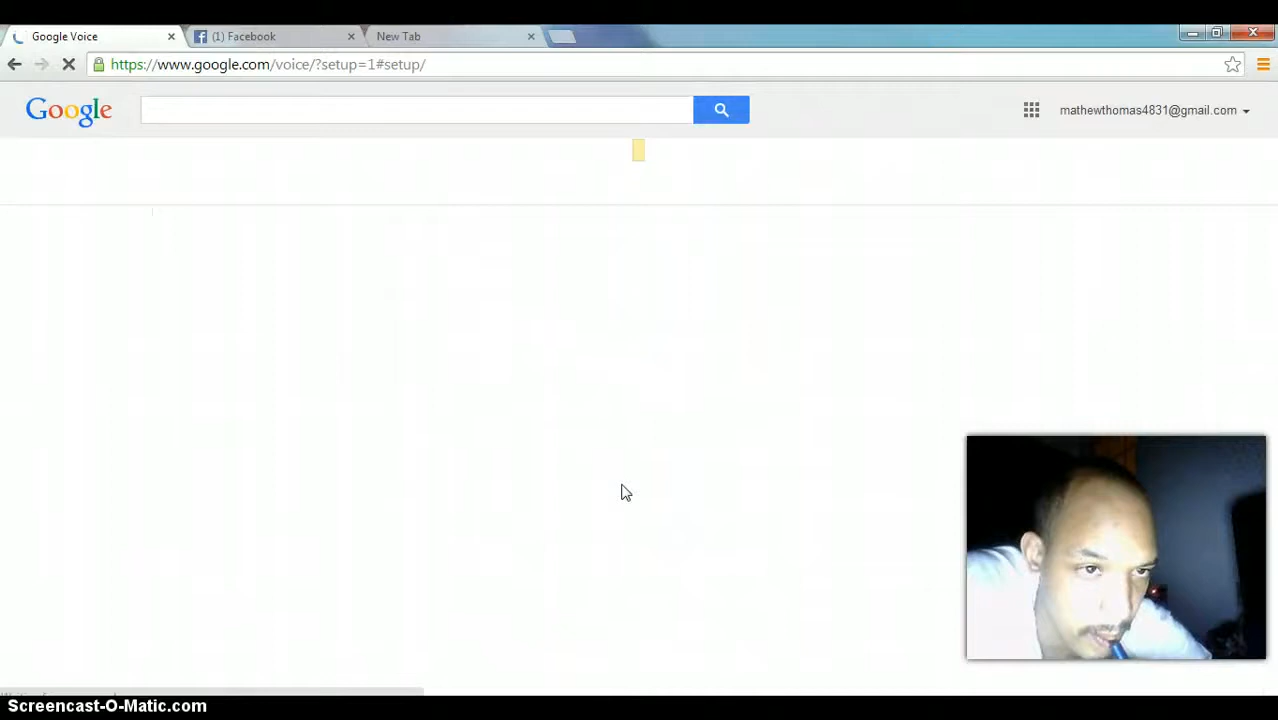 Google Voice
(1) Facebook
New Tab
https://www.google.com/voice/?setup=1#setup/
Google
mathewthomas4831@gmail.com
Screencast-O-Matic.com